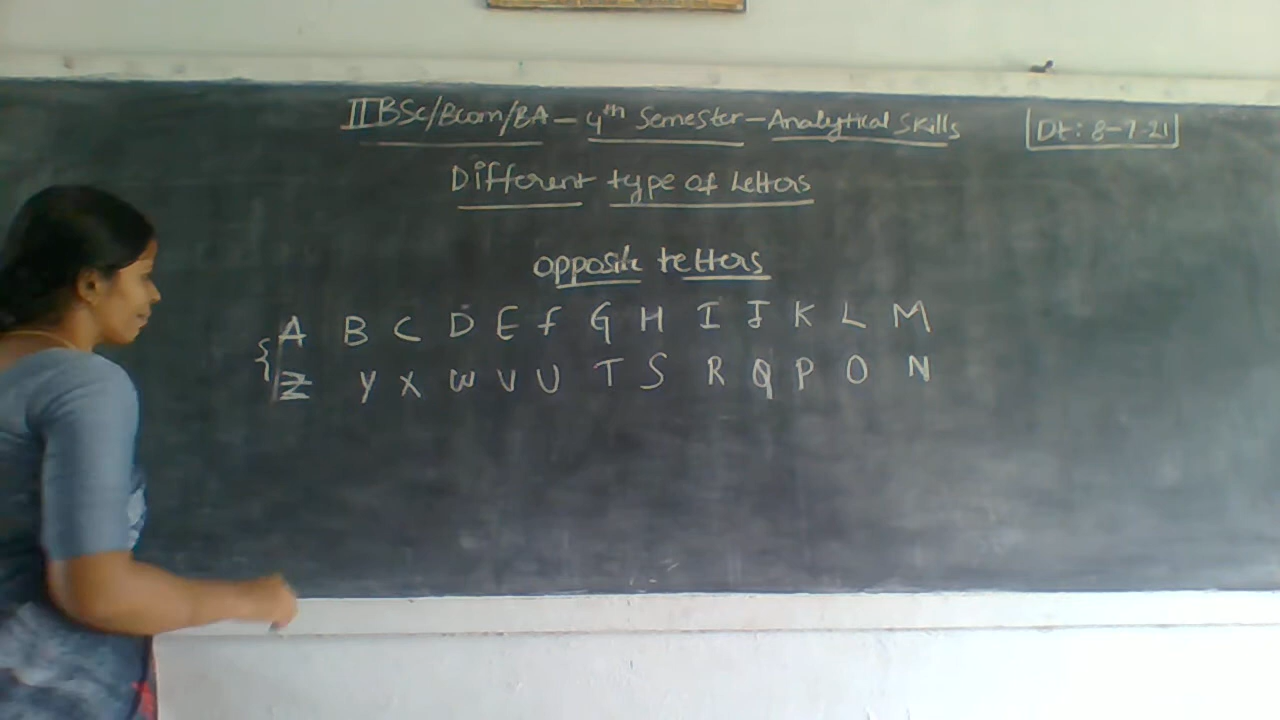 II BSc/Bcom/BA - 4th Semester - Analytical Skills
Dt: 8-7-21
Different type of Letters
opposite letters
A B C D E f G H I J K L M
Z Y X W V U T S R Q P O N